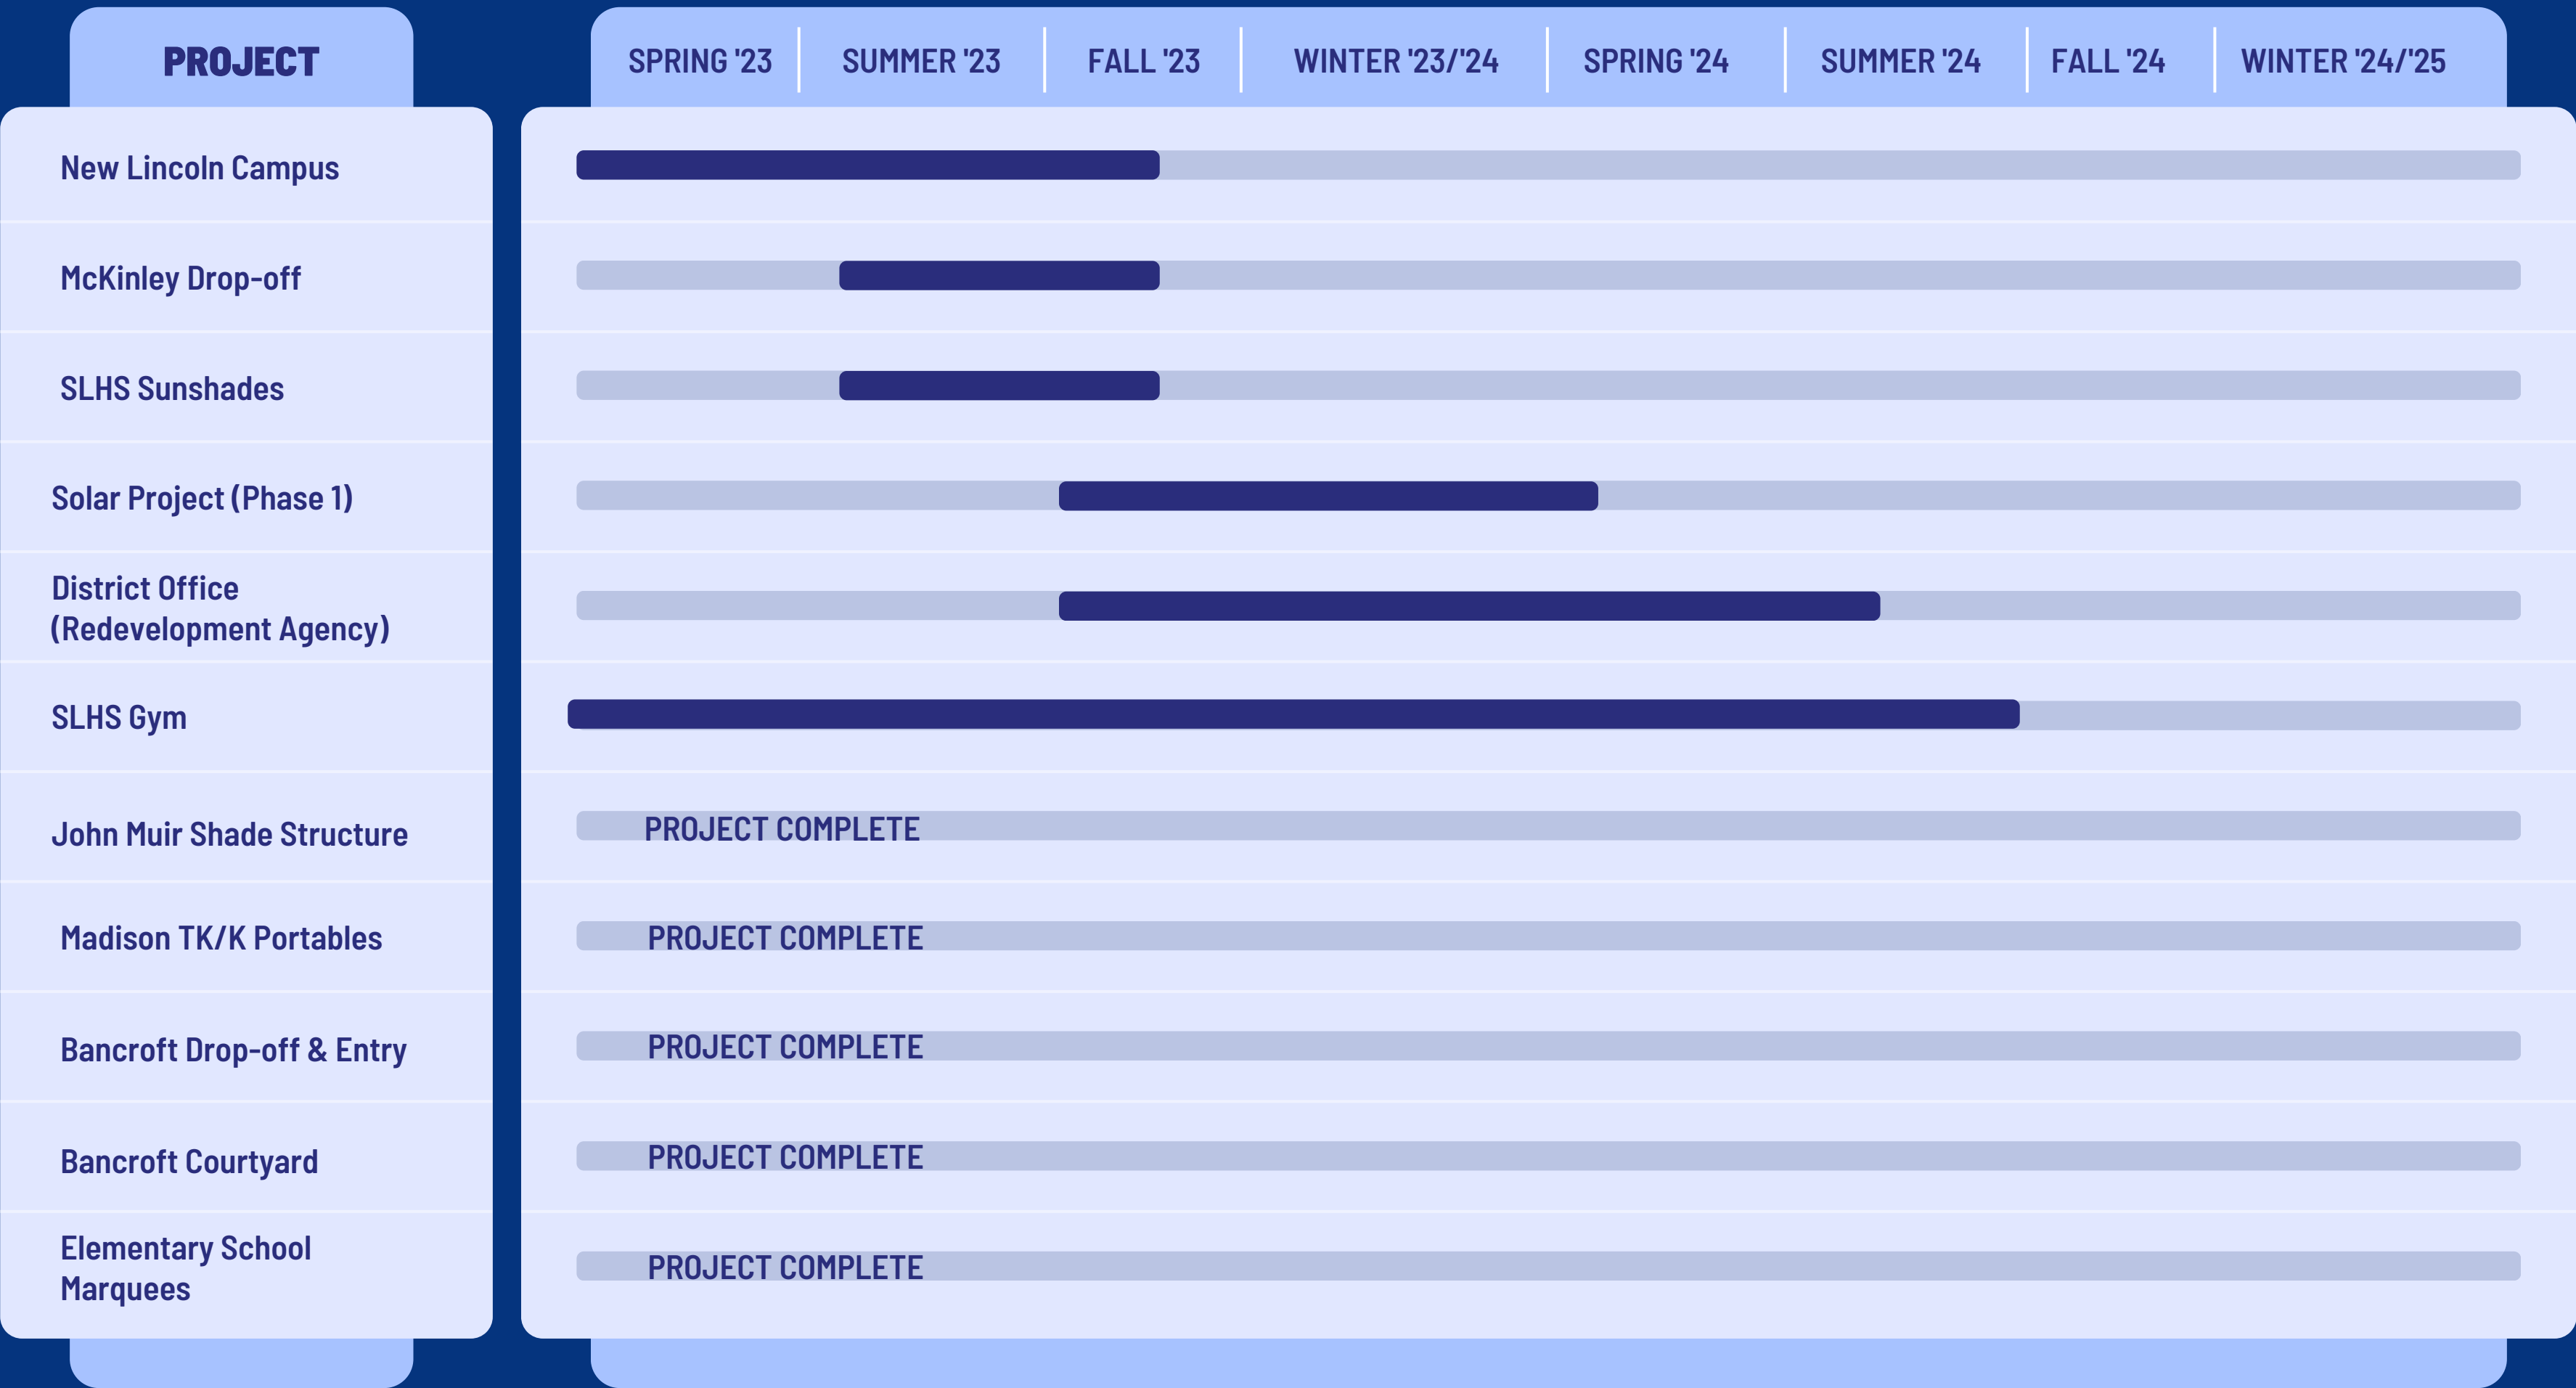 PROJECT
SPRING '23
SUMMER '23
FALL '23
WINTER '23/'24
SPRING '24
SUMMER '24
FALL '24
WINTER '24/'25
New Lincoln Campus
McKinley Drop-off
SLHS Sunshades
Solar Project (Phase 1)
District Office
(Redevelopment Agency)
SLHS Gym
John Muir Shade Structure
PROJECT COMPLETE
Madison TK/K Portables
PROJECT COMPLETE
Bancroft Drop-off & Entry
PROJECT COMPLETE
Bancroft Courtyard
PROJECT COMPLETE
Elementary School
Marquees
PROJECT COMPLETE